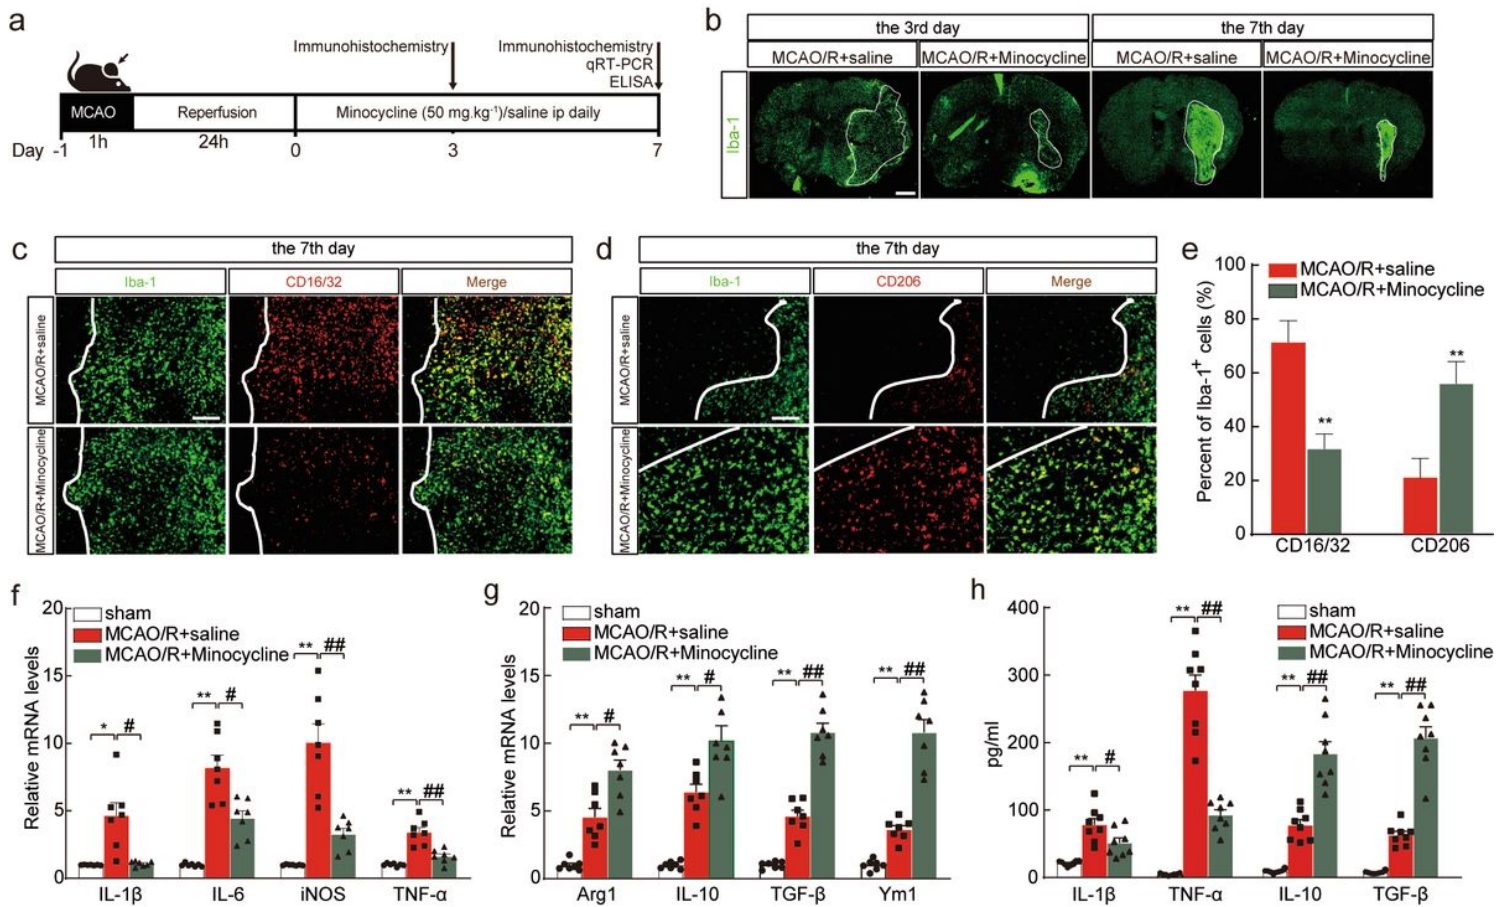 a
Immunohistochemistry
Immunohistochemistry
qRT-PCR
ELISA
MCAO
Reperfusion
Minocycline (50 mg.kg⁻¹)/saline ip daily
1h
24h
Day
-1
0
3
7
b
the 3rd day
the 7th day
MCAO/R+saline
MCAO/R+Minocycline
MCAO/R+saline
MCAO/R+Minocycline
Iba-1
c
the 7th day
Iba-1
CD16/32
Merge
MCAO/R+saline
MCAO/R+Minocycline
d
the 7th day
Iba-1
CD206
Merge
MCAO/R+saline
MCAO/R+Minocycline
e
MCAO/R+saline
MCAO/R+Minocycline
Percent of Iba-1⁺ cells (%)
100
80
60
40
20
0
**
**
CD16/32
CD206
f
sham
MCAO/R+saline
MCAO/R+Minocycline
Relative mRNA levels
20
15
10
5
0
* #
** #
** ##
** ##
IL-1β
IL-6
iNOS
TNF-α
g
sham
MCAO/R+saline
MCAO/R+Minocycline
Relative mRNA levels
20
15
10
5
0
** #
** #
** ##
** ##
Arg1
IL-10
TGF-β
Ym1
h
sham
MCAO/R+saline
MCAO/R+Minocycline
pg/ml
400
300
200
100
0
** #
** ##
** ##
** ##
IL-1β
TNF-α
IL-10
TGF-β